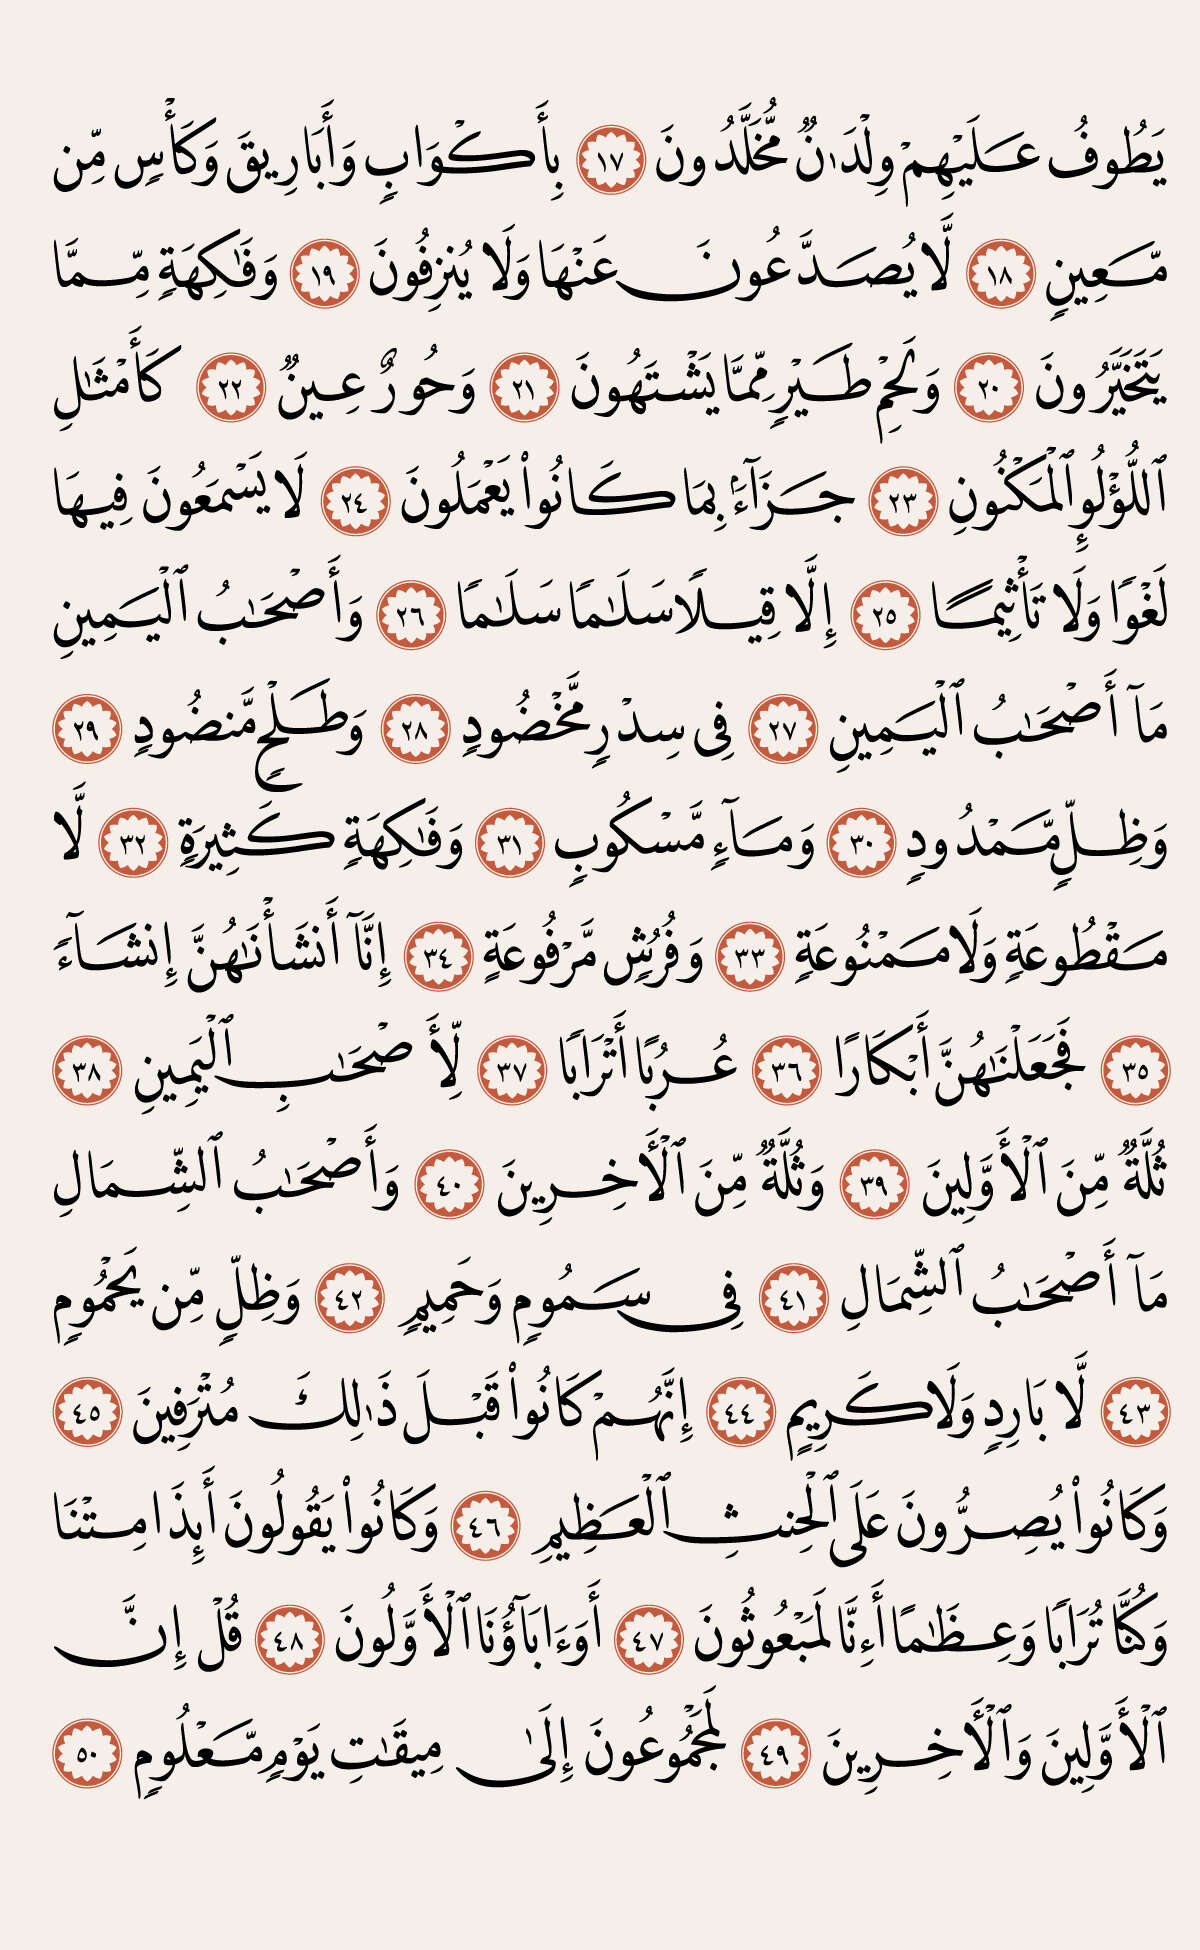 يَطُوفُ عَلَيْهِمْ وِلْدَٰنٌ مُّخَلَّدُونَ ١٧ بِأَكْوَابٍ وَأَبَارِيقَ وَكَأْسٍ مِّن
مَّعِينٍ ١٨ لَّا يُصَدَّعُونَ عَنْهَا وَلَا يُنزِفُونَ ١٩ وَفَٰكِهَةٍ مِّمَّا
يَتَخَيَّرُونَ ٢٠ وَلَحْمِ طَيْرٍ مِّمَّا يَشْتَهُونَ ٢١ وَحُورٌ عِينٌ ٢٢ كَأَمْثَٰلِ
ٱللُّؤْلُوِٕ ٱلْمَكْنُونِ ٢٣ جَزَآءًۢ بِمَا كَانُوا۟ يَعْمَلُونَ ٢٤ لَا يَسْمَعُونَ فِيهَا
لَغْوًا وَلَا تَأْثِيمًا ٢٥ إِلَّا قِيلًا سَلَٰمًا سَلَٰمًا ٢٦ وَأَصْحَٰبُ ٱلْيَمِينِ
مَآ أَصْحَٰبُ ٱلْيَمِينِ ٢٧ فِى سِدْرٍ مَّخْضُودٍ ٢٨ وَطَلْحٍ مَّنضُودٍ ٢٩
وَظِلٍّ مَّمْدُودٍ ٣٠ وَمَآءٍ مَّسْكُوبٍ ٣١ وَفَٰكِهَةٍ كَثِيرَةٍ ٣٢ لَّا
مَقْطُوعَةٍ وَلَا مَمْنُوعَةٍ ٣٣ وَفُرُشٍ مَّرْفُوعَةٍ ٣٤ إِنَّآ أَنشَأْنَٰهُنَّ إِنشَآءً
٣٥ فَجَعَلْنَٰهُنَّ أَبْكَارًا ٣٦ عُرُبًا أَتْرَابًا ٣٧ لِّأَصْحَٰبِ ٱلْيَمِينِ ٣٨
ثُلَّةٌ مِّنَ ٱلْأَوَّلِينَ ٣٩ وَثُلَّةٌ مِّنَ ٱلْأَخِرِينَ ٤٠ وَأَصْحَٰبُ ٱلشِّمَالِ
مَآ أَصْحَٰبُ ٱلشِّمَالِ ٤١ فِى سَمُومٍ وَحَمِيمٍ ٤٢ وَظِلٍّ مِّن يَحْمُومٍ
٤٣ لَّا بَارِدٍ وَلَا كَرِيمٍ ٤٤ إِنَّهُمْ كَانُوا۟ قَبْلَ ذَٰلِكَ مُتْرَفِينَ ٤٥
وَكَانُوا۟ يُصِرُّونَ عَلَى ٱلْحِنثِ ٱلْعَظِيمِ ٤٦ وَكَانُوا۟ يَقُولُونَ أَئِذَا مِتْنَا
وَكُنَّا تُرَابًا وَعِظَٰمًا أَءِنَّا لَمَبْعُوثُونَ ٤٧ أَوَءَابَآؤُنَا ٱلْأَوَّلُونَ ٤٨ قُلْ إِنَّ
ٱلْأَوَّلِينَ وَٱلْأَخِرِينَ ٤٩ لَمَجْمُوعُونَ إِلَىٰ مِيقَٰتِ يَوْمٍ مَّعْلُومٍ ٥٠